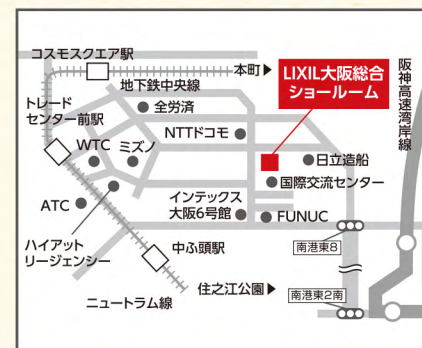 コスモスクエア駅
本町▶
地下鉄中央線
LIXIL大阪総合
ショールーム
阪神高速湾岸線
トレード
センター前駅
全労済
NTTドコモ
WTC
ミズノ
日立造船
国際交流センター
ATC
インテックス
大阪6号館
FUNUC
ハイアット
リージェンシー
中ふ頭駅
南港東8
住之江公園▶
南港東2南
ニュートラム線